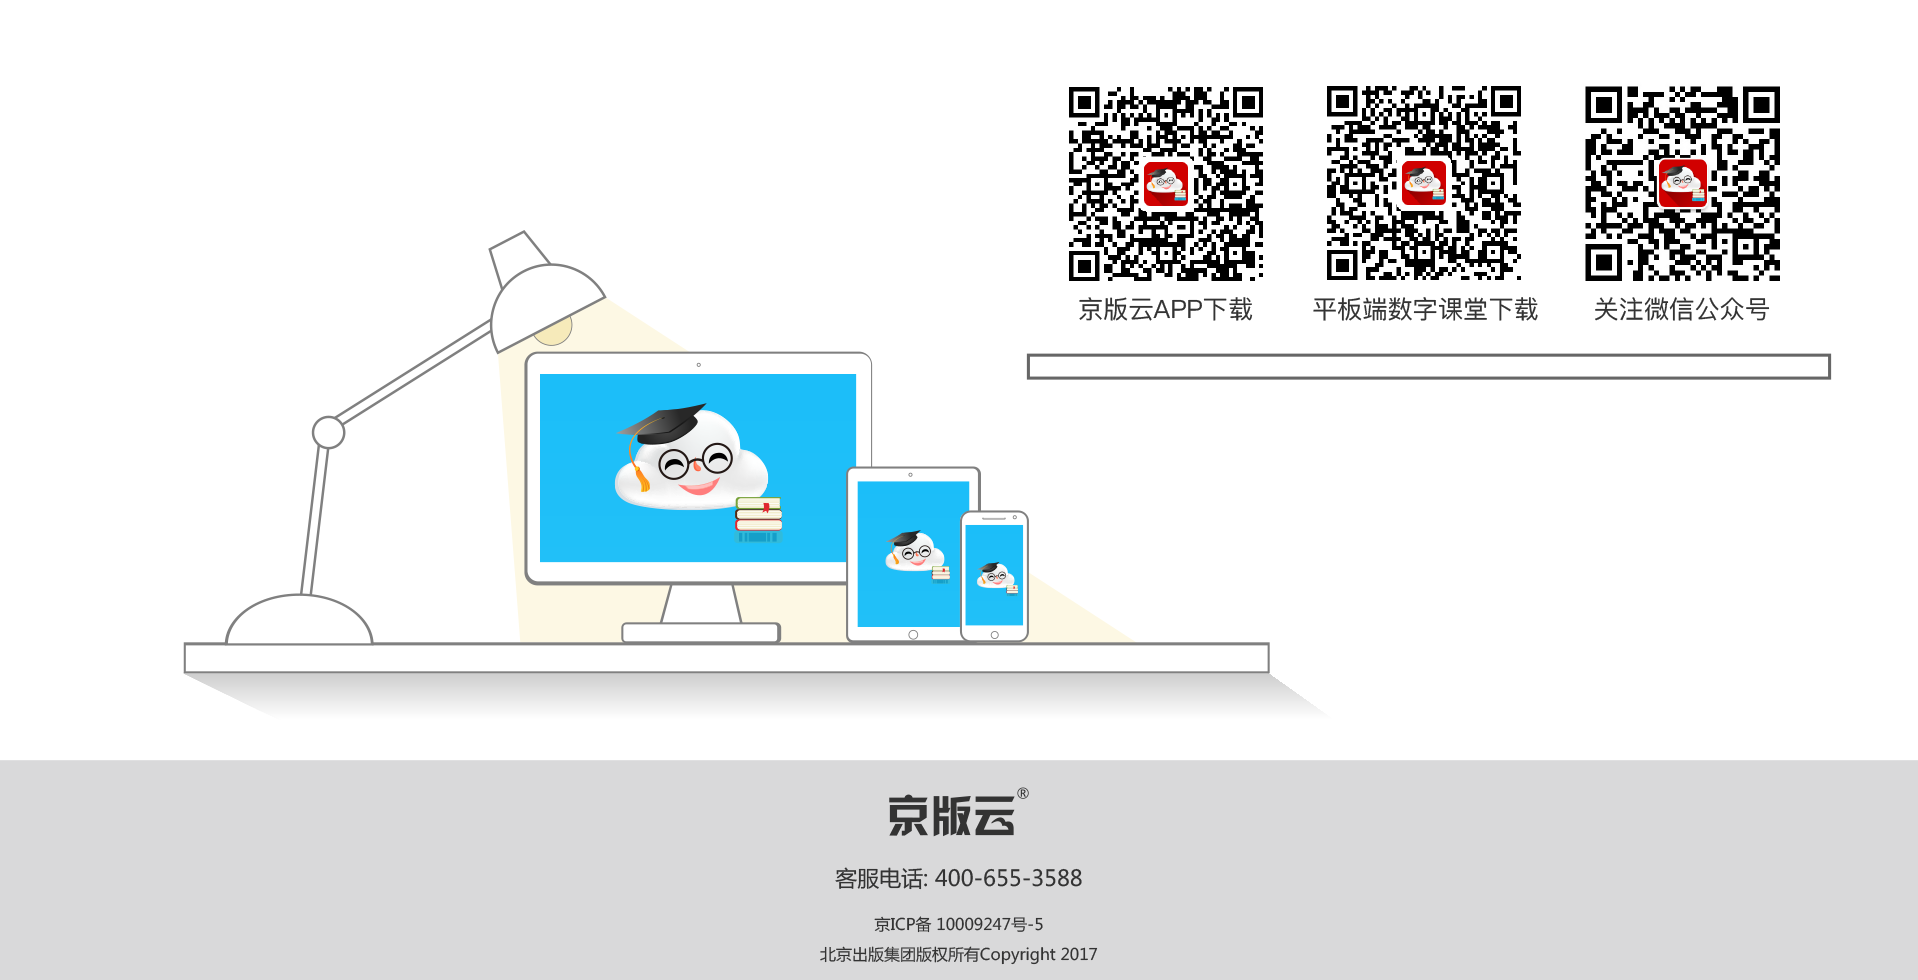 京版云APP下载
平板端数字课堂下载
关注微信公众号
京版云®
客服电话: 400-655-3588
京ICP备 10009247号-5
北京出版集团版权所有Copyright 2017